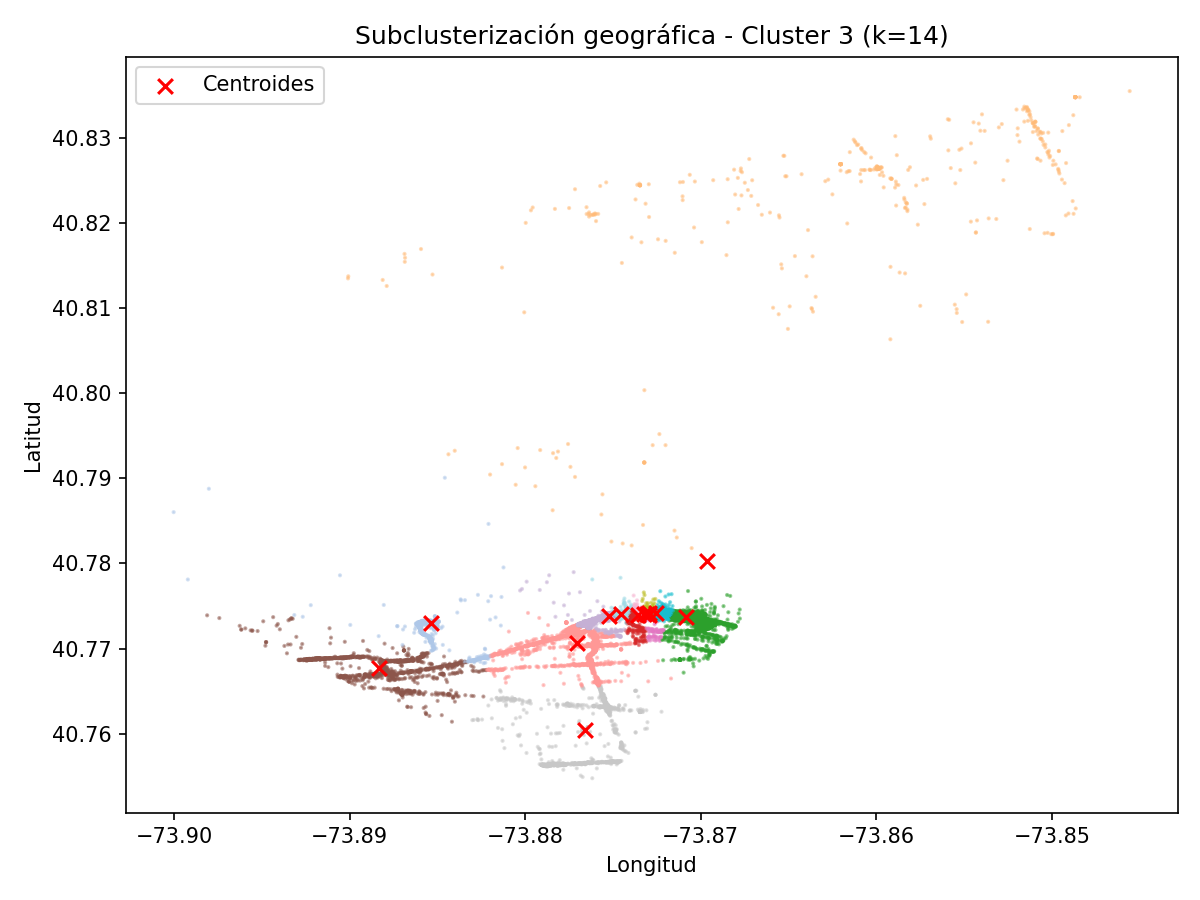 Subclusterización geográfica - Cluster 3 (k=14)
Centroides
40.83
40.82
40.81
40.80
40.79
40.78
40.77
40.76
Latitud
−73.90 −73.89 −73.88 −73.87 −73.86 −73.85
Longitud